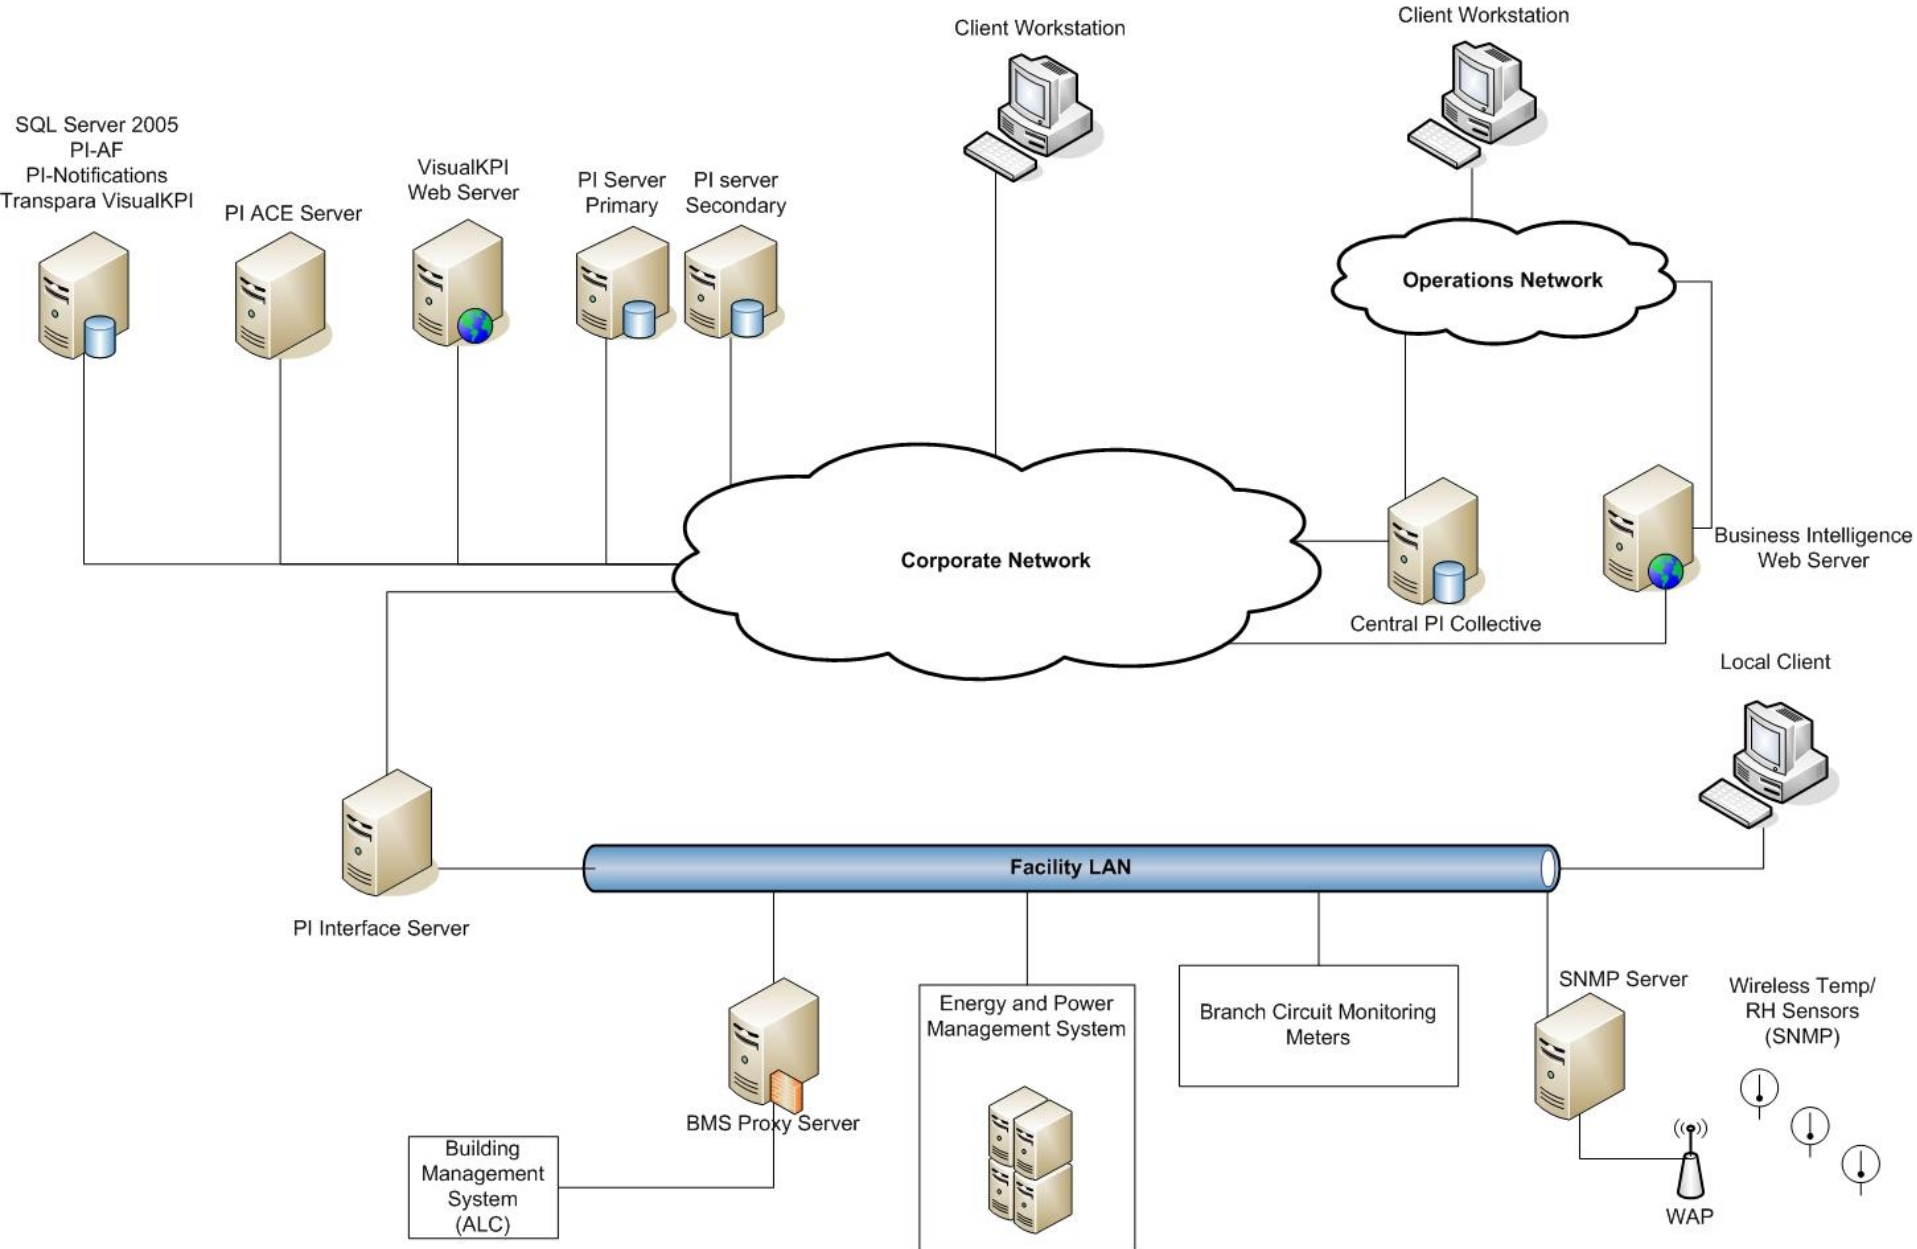 Client Workstation
Client Workstation
SQL Server 2005
PI-AF
PI-Notifications
Transpara VisualKPI
PI ACE Server
VisualKPI
Web Server
PI Server
Primary
PI server
Secondary
Operations Network
Corporate Network
Business Intelligence
Web Server
Central PI Collective
Local Client
Facility LAN
PI Interface Server
BMS Proxy Server
Building
Management
System
(ALC)
Energy and Power
Management System
Branch Circuit Monitoring
Meters
SNMP Server
Wireless Temp/
RH Sensors
(SNMP)
WAP